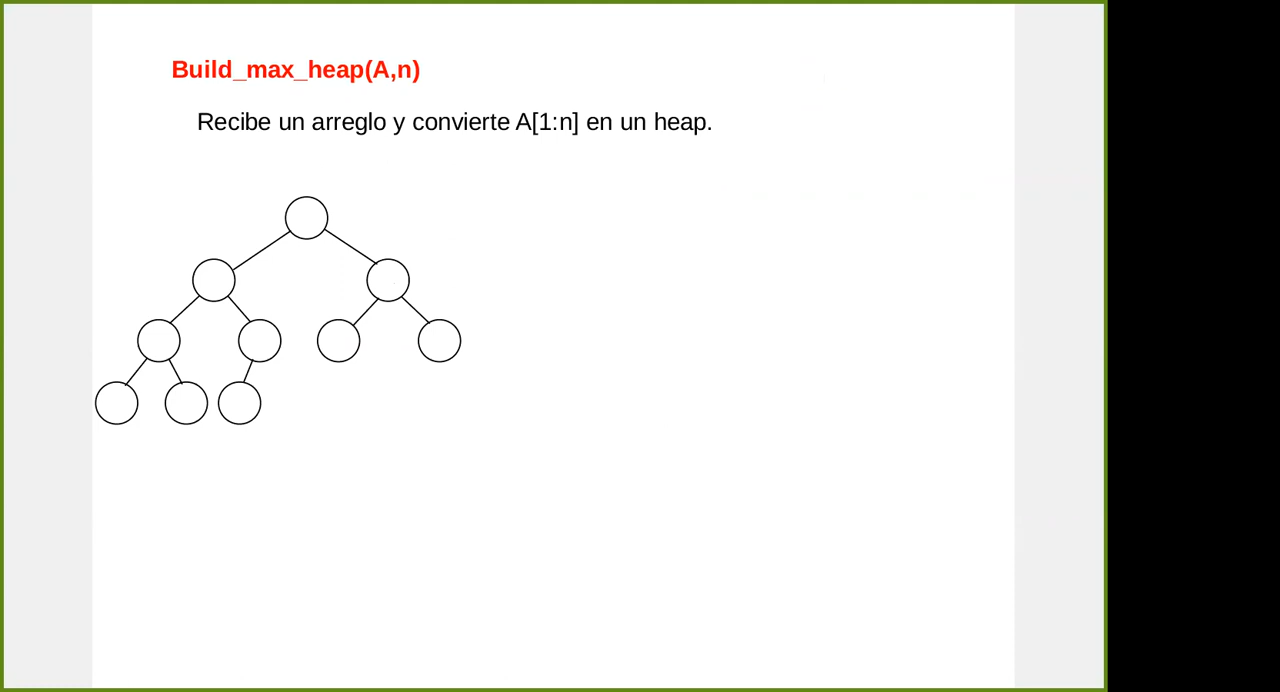 Build_max_heap(A,n)
Recibe un arreglo y convierte A[1:n] en un heap.